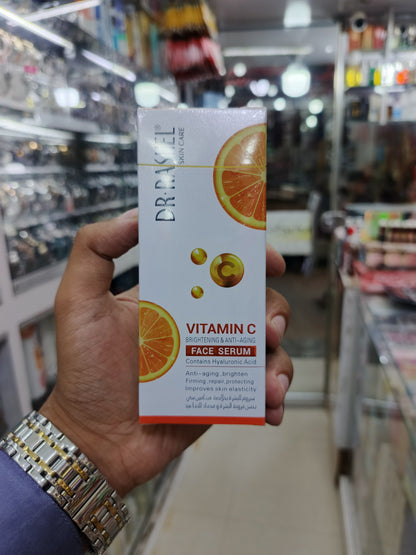 DR.RASHEL®
SKIN CARE
C
VITAMIN C
BRIGHTENING & ANTI-AGING
FACE SERUM
Contains Hyaluronic Acid
Anti-aging,brighten
Firming,repair,protecting
Improves skin elasticity